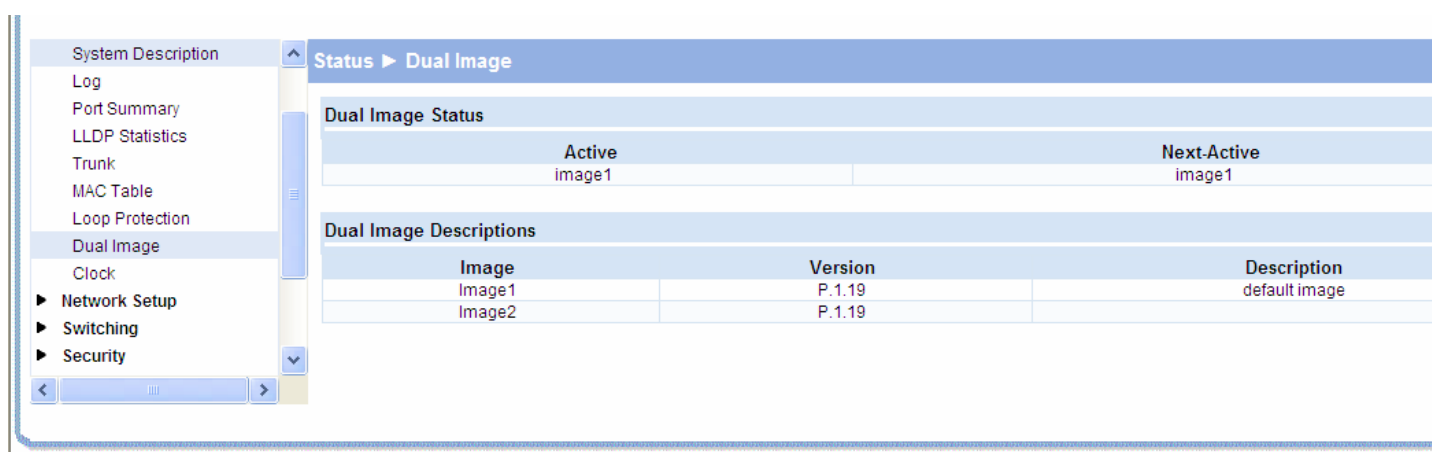 System Description
Log
Port Summary
LLDP Statistics
Trunk
MAC Table
Loop Protection
Dual Image
Clock
► Network Setup
► Switching
► Security
Status ► Dual Image
Dual Image Status
Active Next-Active
image1 image1
Dual Image Descriptions
Image Version Description
Image1 P.1.19 default image
Image2 P.1.19